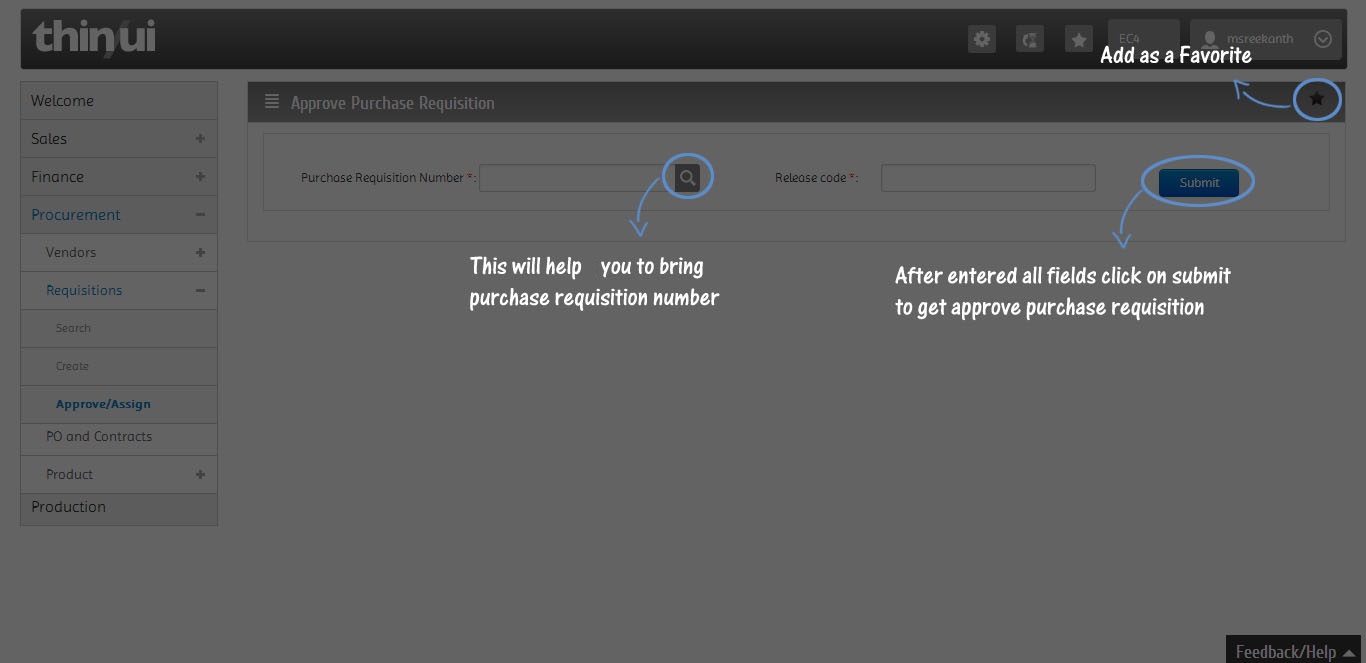 thin/ui
EC4
msreekanth
Add as a Favorite
Welcome
Sales
Finance
Procurement
Vendors
Requisitions
Search
Create
Approve/Assign
PO and Contracts
Product
Production
Approve Purchase Requisition
Purchase Requisition Number *:
Release code *:
Submit
This will help you to bring
purchase requisition number
After entered all fields click on submit
to get approve purchase requisition
Feedback/Help